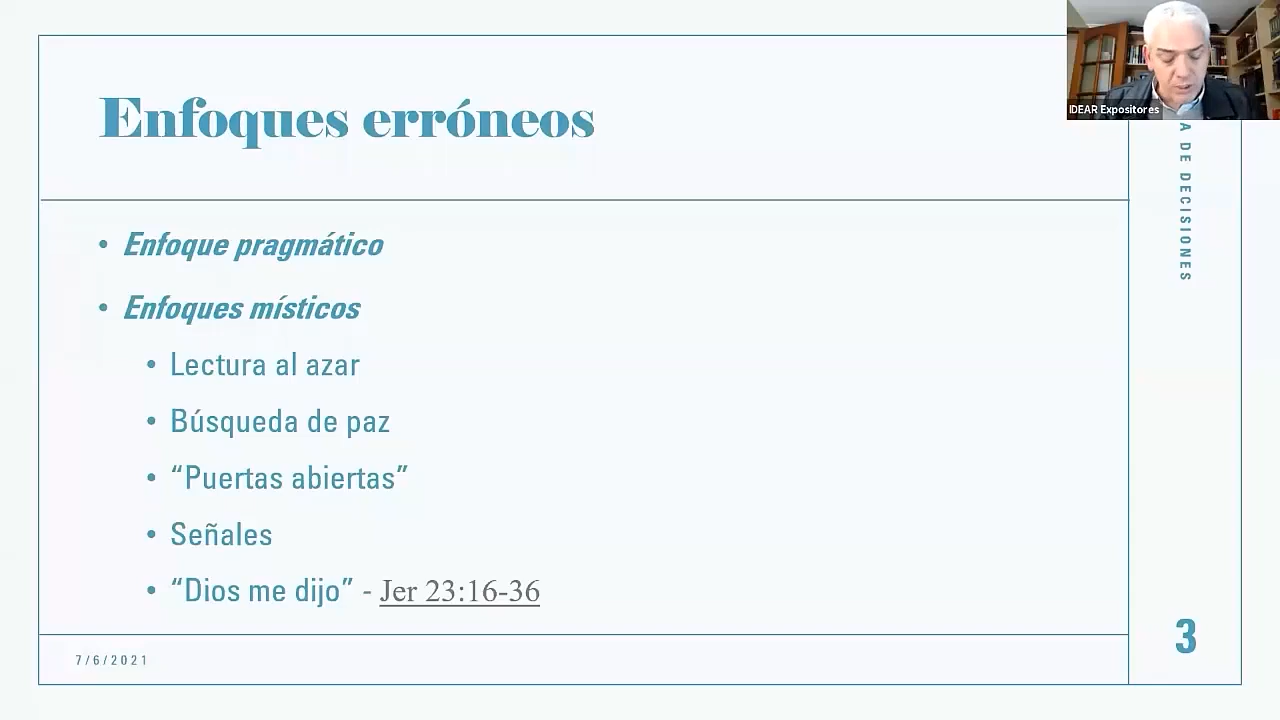 Enfoques erróneos
• Enfoque pragmático
• Enfoques místicos
• Lectura al azar
• Búsqueda de paz
• “Puertas abiertas”
• Señales
• “Dios me dijo” - Jer 23:16-36
7/6/2021
IDEAR Expositores
A DE DECISIONES
3